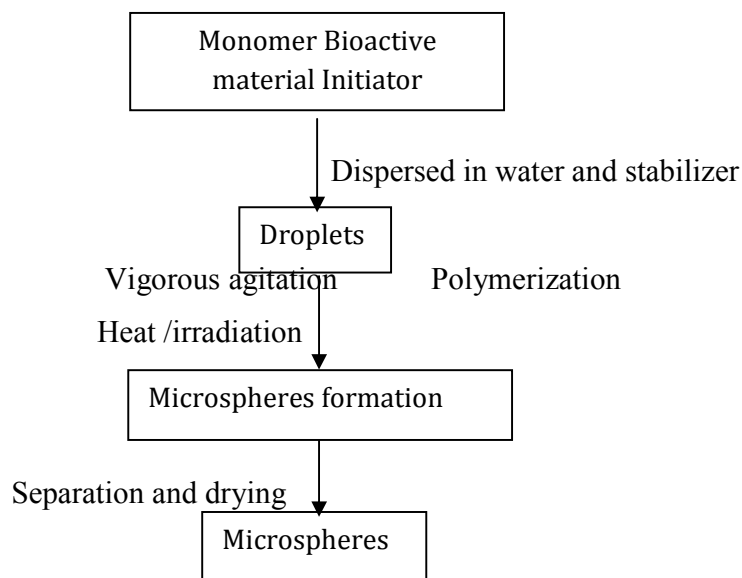 Monomer Bioactive
material Initiator
Dispersed in water and stabilizer
Droplets
Vigorous agitation Polymerization
Heat /irradiation
Microspheres formation
Separation and drying
Microspheres